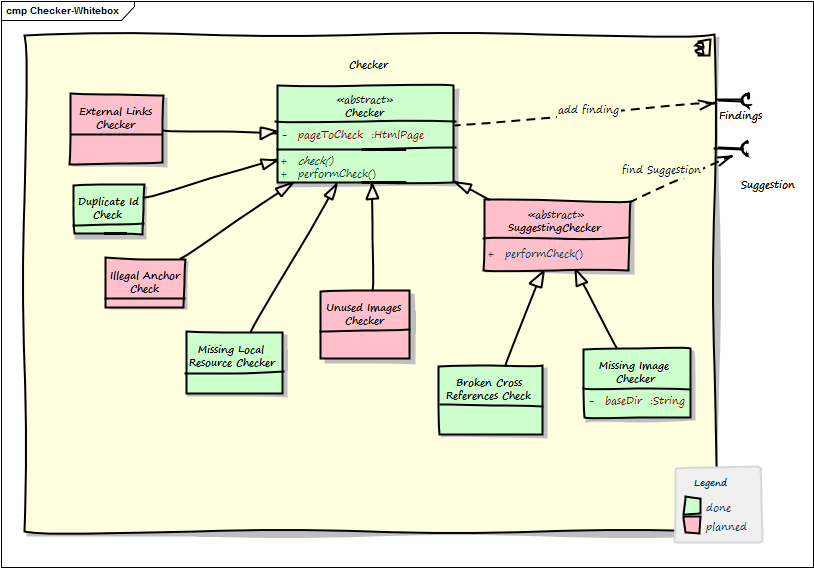 cmp Checker-Whitebox
Checker
External Links
Checker
«abstract»
Checker
- pageToCheck :HtmlPage
+ check()
+ performCheck()
add finding
Findings
find Suggestion
Suggestion
Duplicate Id
Check
«abstract»
SuggestingChecker
+ performCheck()
Illegal Anchor
Check
Unused Images
Checker
Missing Local
Resource Checker
Broken Cross
References Check
Missing Image
Checker
- baseDir :String
Legend
done
planned